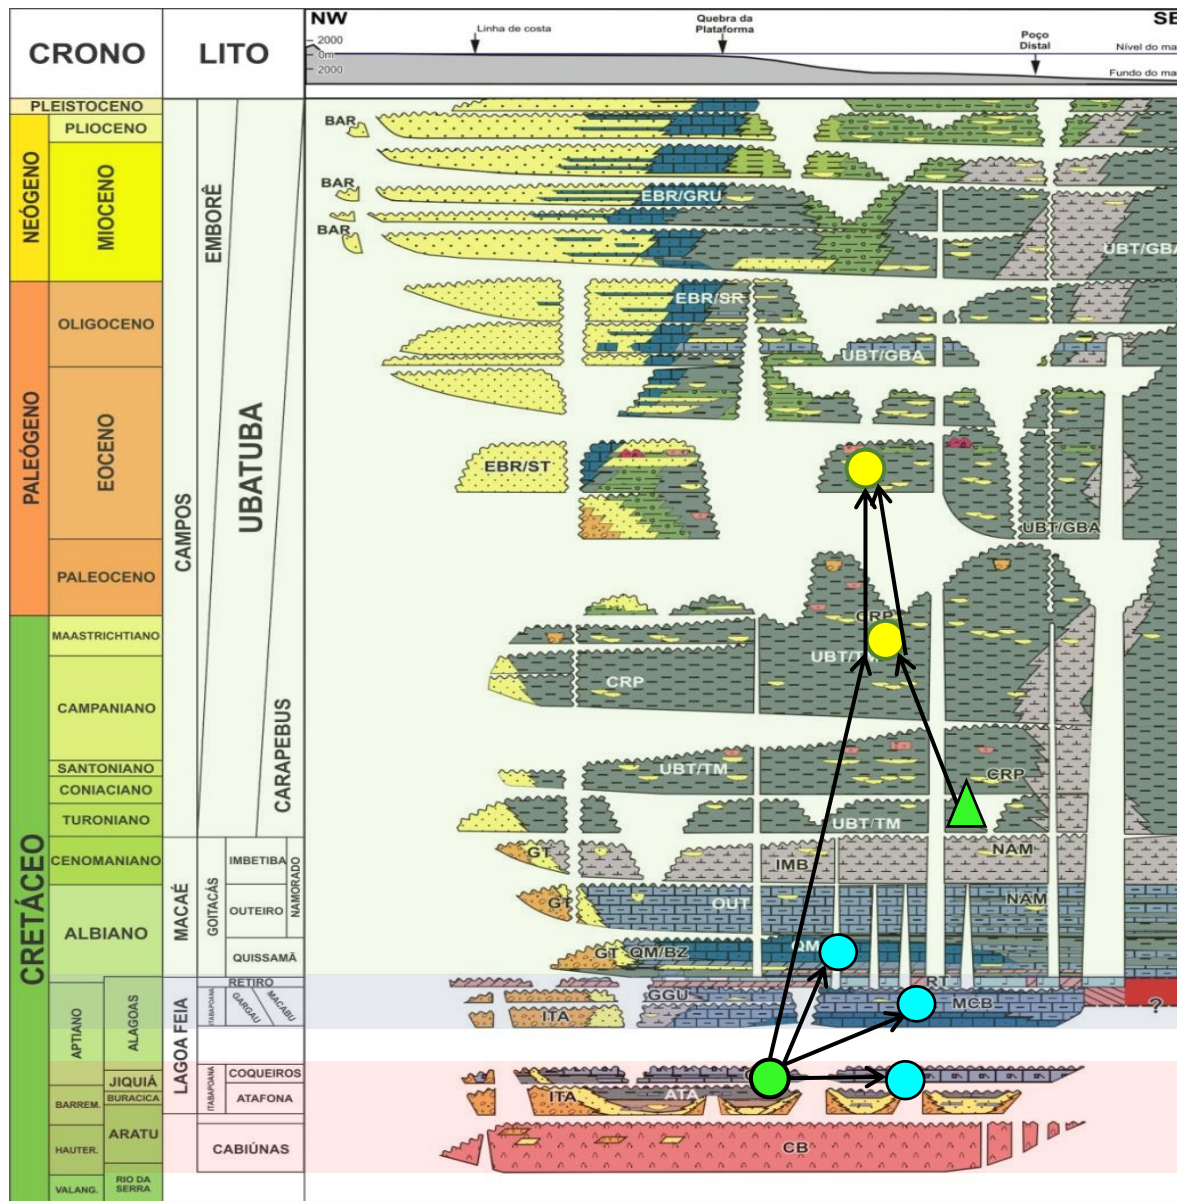 NW
SE
CRONO
LITO
Linha de costa
Quebra da
Plataforma
Poço
Distal
Nível do ma
Fundo do ma
2000
0m
2000
PLEISTOCENO
PLIOCENO
MIOCENO
NEÓGENO
OLIGOCENO
EOCENO
PALEOCENO
PALEÓGENO
MAASTRICHTIANO
CAMPANIANO
SANTONIANO
CONIACIANO
TURONIANO
CENOMANIANO
ALBIANO
CRETÁCEO
APTIANO
ALAGOAS
JIQUIÁ
BARREM.
BURACICA
HAUTER.
ARATU
VALANG.
RIO DA
SERRA
CAMPOS
EMBORÊ
UBATUBA
CARAPEBUS
MACAÉ
GOITACÁS
IMBETIBA
OUTEIRO
NAMORADO
QUISSAMÃ
LAGOA FEIA
RETIRO
ITABAPOANA
GARGAU
MACABU
ITABAPOANA
COQUEIROS
ATAFONA
CABIÚNAS
BAR
BAR
EBR/GRU
BAR
UBT/GBA
EBR/SR
UBT/GBA
EBR/ST
UBT/GBA
CRP
UBT/TM
CRP
UBT/TM
CRP
UBT/TM
GT
IMB
NAM
GT
OUT
NAM
GT
QM/BZ
QM
RT
GGU
MCB
ITA
?
ITA
ATA
CB